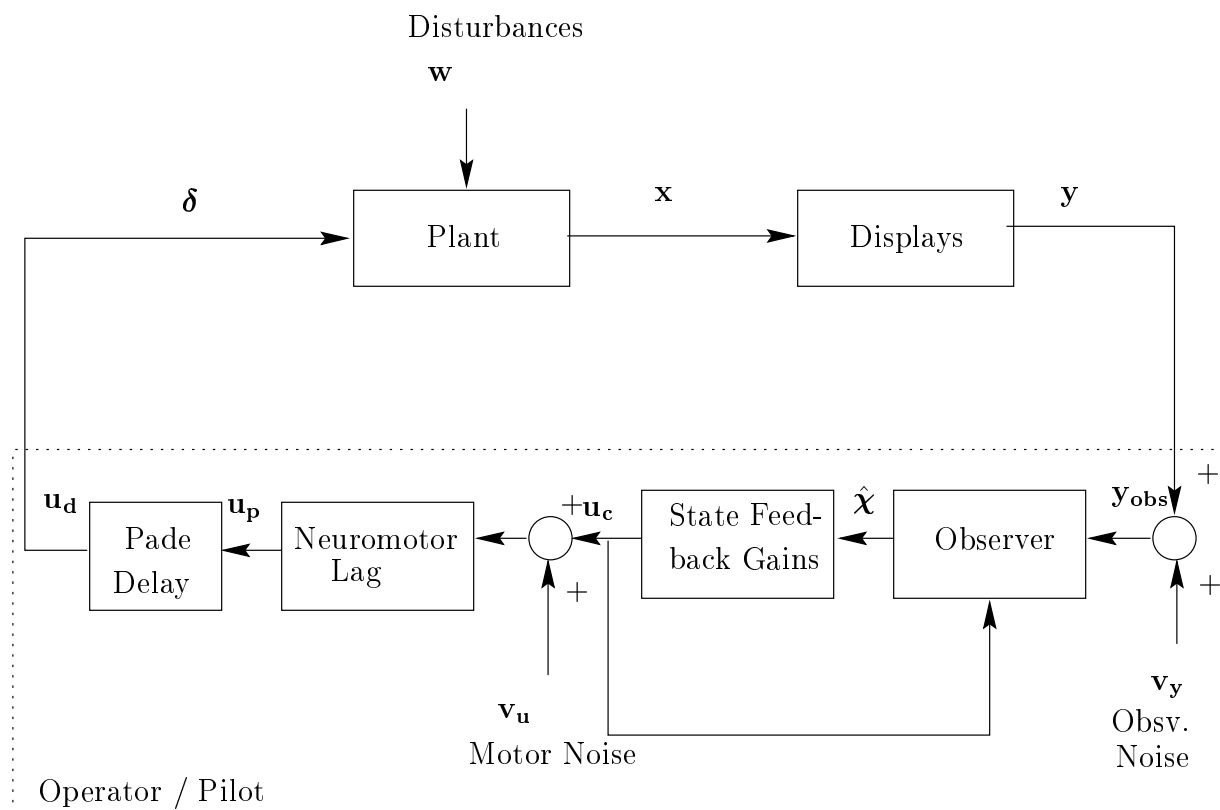 Disturbances
w
δ
Plant
x
Displays
y
u_d
Pade
Delay
u_p
Neuromotor
Lag
+
u_c
+
State Feed-
back Gains
χ̂
Observer
y_obs
+
+
v_u
Motor Noise
v_y
Obsv.
Noise
Operator / Pilot